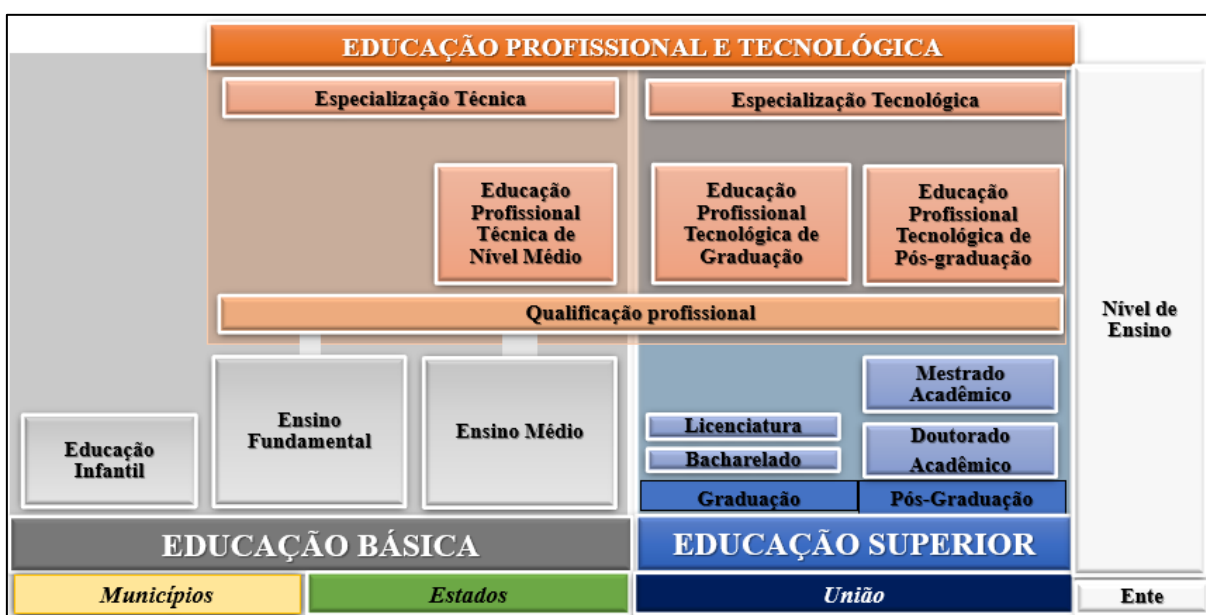 EDUCAÇÃO PROFISSIONAL E TECNOLÓGICA
Especialização Técnica
Especialização Tecnológica
Educação
Profissional
Técnica de
Nível Médio
Educação
Profissional
Tecnológica de
Graduação
Educação
Profissional
Tecnológica de
Pós-graduação
Qualificação profissional
Nível de
Ensino
Educação
Infantil
Ensino
Fundamental
Ensino Médio
Licenciatura
Bacharelado
Graduação
Mestrado
Acadêmico
Doutorado
Acadêmico
Pós-Graduação
EDUCAÇÃO BÁSICA
EDUCAÇÃO SUPERIOR
Municípios
Estados
União
Ente